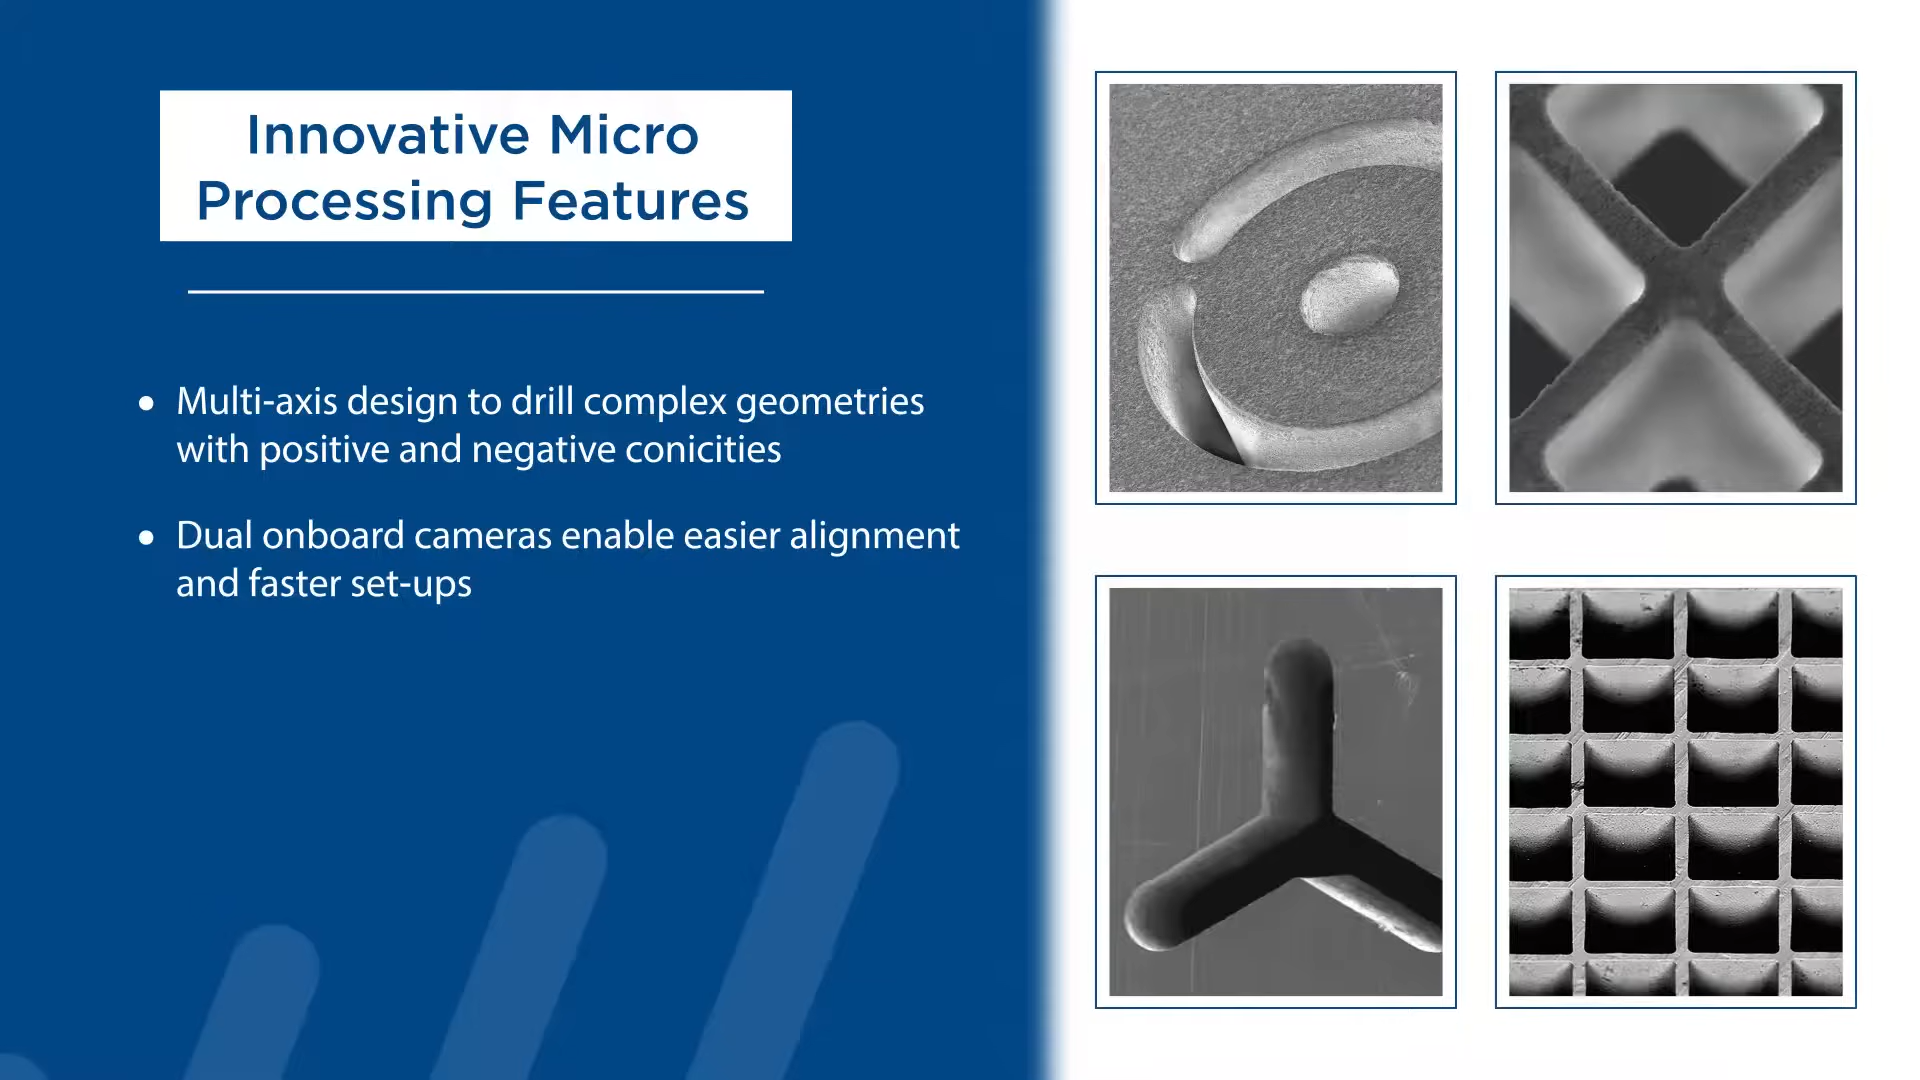 Innovative Micro
Processing Features
• Multi-axis design to drill complex geometries
with positive and negative conicities
• Dual onboard cameras enable easier alignment
and faster set-ups